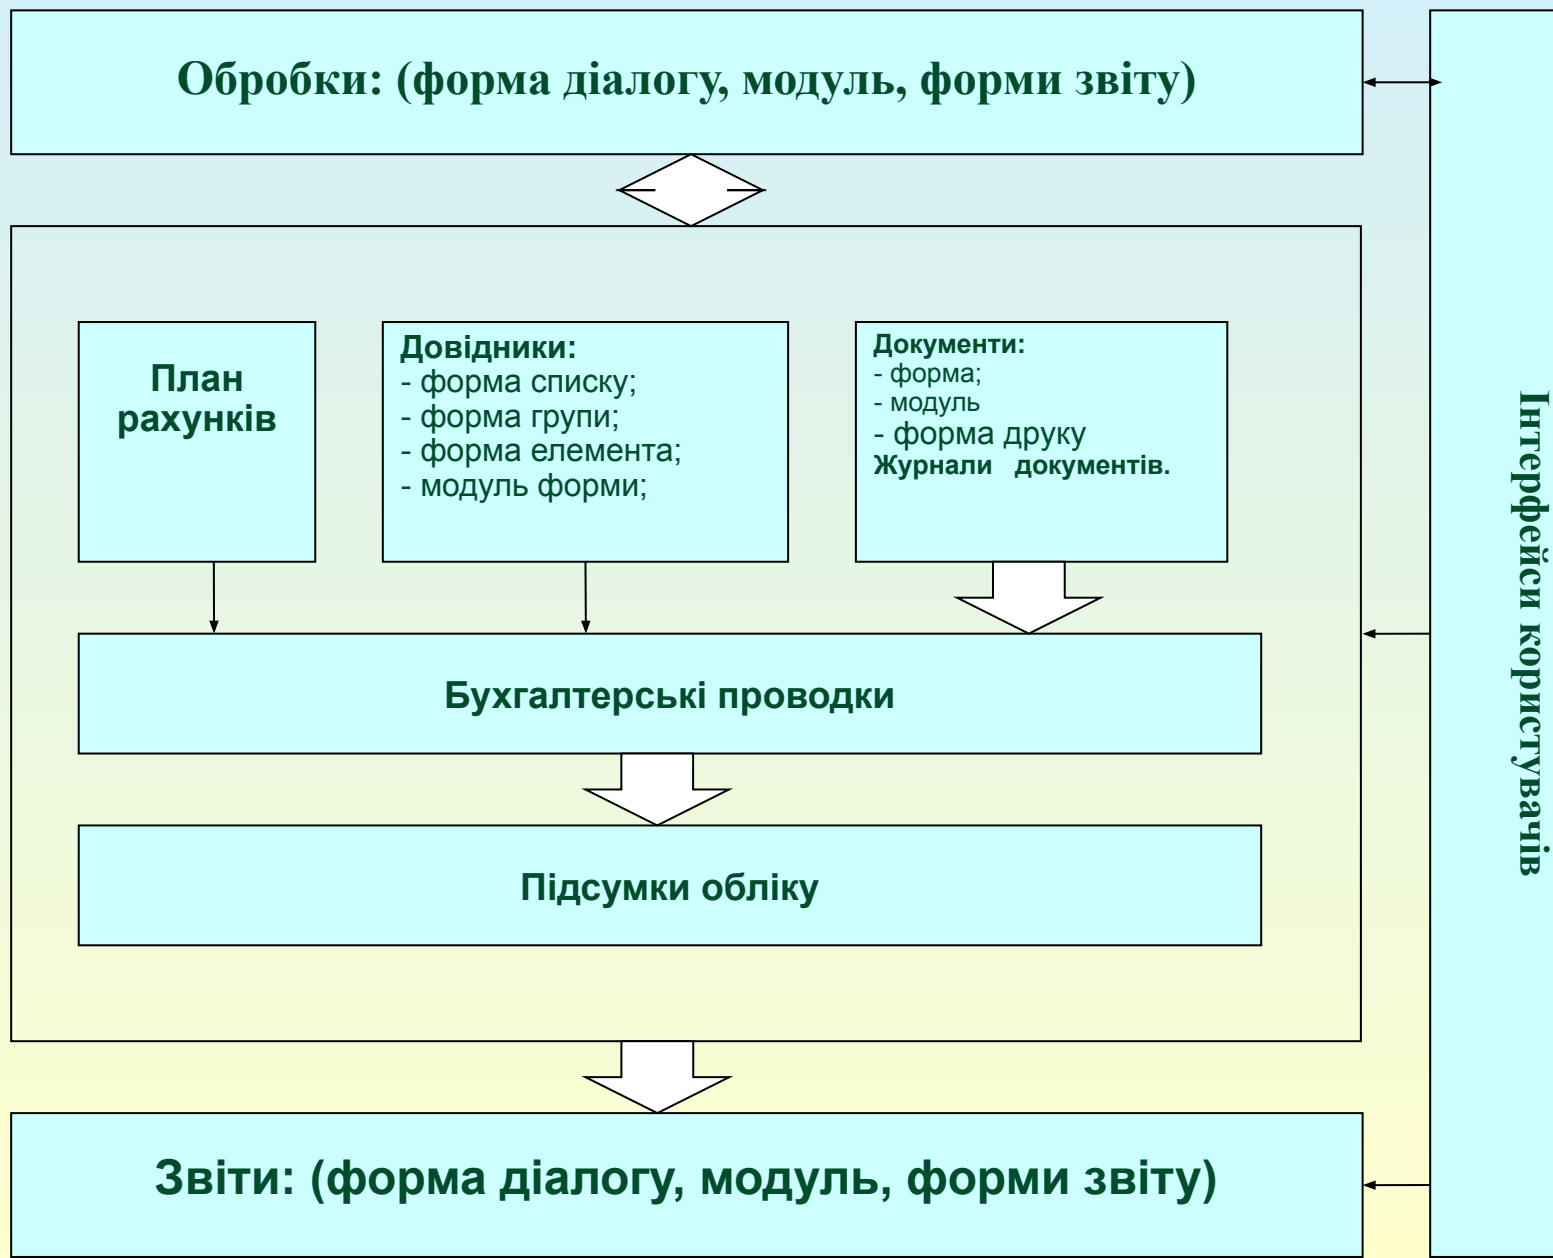 Обробки: (форма діалогу, модуль, форми звіту)
План
рахунків
Довідники:
- форма списку;
- форма групи;
- форма елемента;
- модуль форми;
Документи:
- форма;
- модуль
- форма друку
Журнали документів.
Бухгалтерські проводки
Підсумки обліку
Звіти: (форма діалогу, модуль, форми звіту)
Інтерфейси користувачів